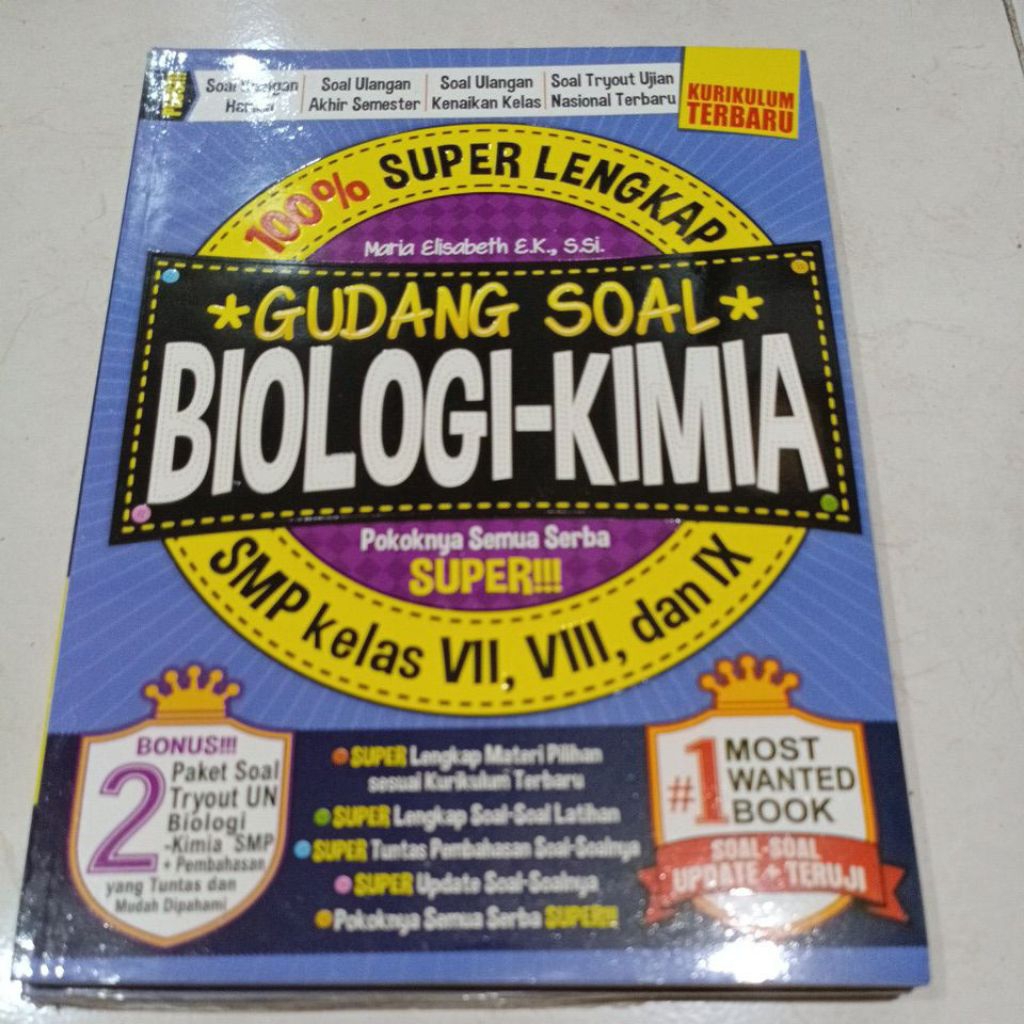 Soal Ulangan
Harian
Soal Ulangan
Akhir Semester
Soal Ulangan
Kenaikan Kelas
Soal Tryout Ujian
Nasional Terbaru
KURIKULUM
TERBARU
100% SUPER LENGKAP
Maria Elisabeth E.K., S.Si.
GUDANG SOAL
BIOLOGI-KIMIA
Pokoknya Semua Serba
SUPER!!!
SMP kelas VII, VIII, dan IX
BONUS!!!
2
Paket Soal
Tryout UN
Biologi
-Kimia SMP
+ Pembahasan
yang Tuntas dan
Mudah Dipahami
SUPER Lengkap Materi Pilihan
sesuai Kurikulum Terbaru
SUPER Lengkap Soal-Soal Latihan
SUPER Tuntas Pembahasan Soal-Soalnya
SUPER Update Soal-Soalnya
Pokoknya Semua Serba SUPER!!!
#1 MOST
WANTED
BOOK
SOAL-SOAL
UPDATE + TERUJI